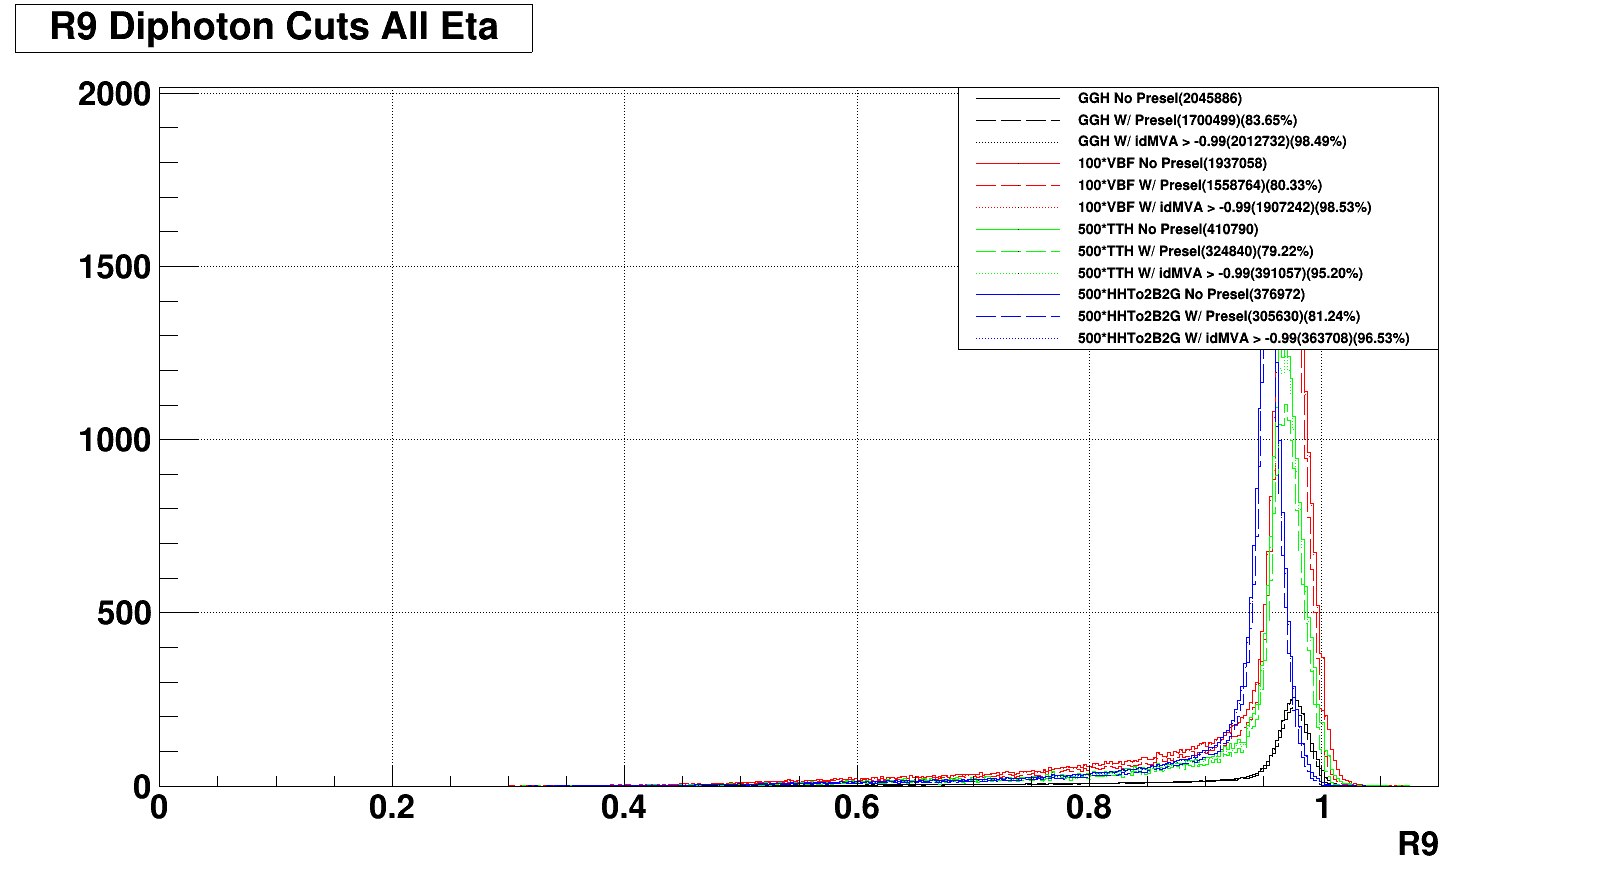 R9 Diphoton Cuts All Eta
2000
1500
1000
500
0
GGH No Presel(2045886)
GGH W/ Presel(1700499)(83.65%)
GGH W/ idMVA > -0.99(2012732)(98.49%)
100*VBF No Presel(1937058)
100*VBF W/ Presel(1558764)(80.33%)
100*VBF W/ idMVA > -0.99(1907242)(98.53%)
500*TTH No Presel(410790)
500*TTH W/ Presel(324840)(79.22%)
500*TTH W/ idMVA > -0.99(391057)(95.20%)
500*HHTo2B2G No Presel(376972)
500*HHTo2B2G W/ Presel(305630)(81.24%)
500*HHTo2B2G W/ idMVA > -0.99(363708)(96.53%)
0 0.2 0.4 0.6 0.8 1
R9